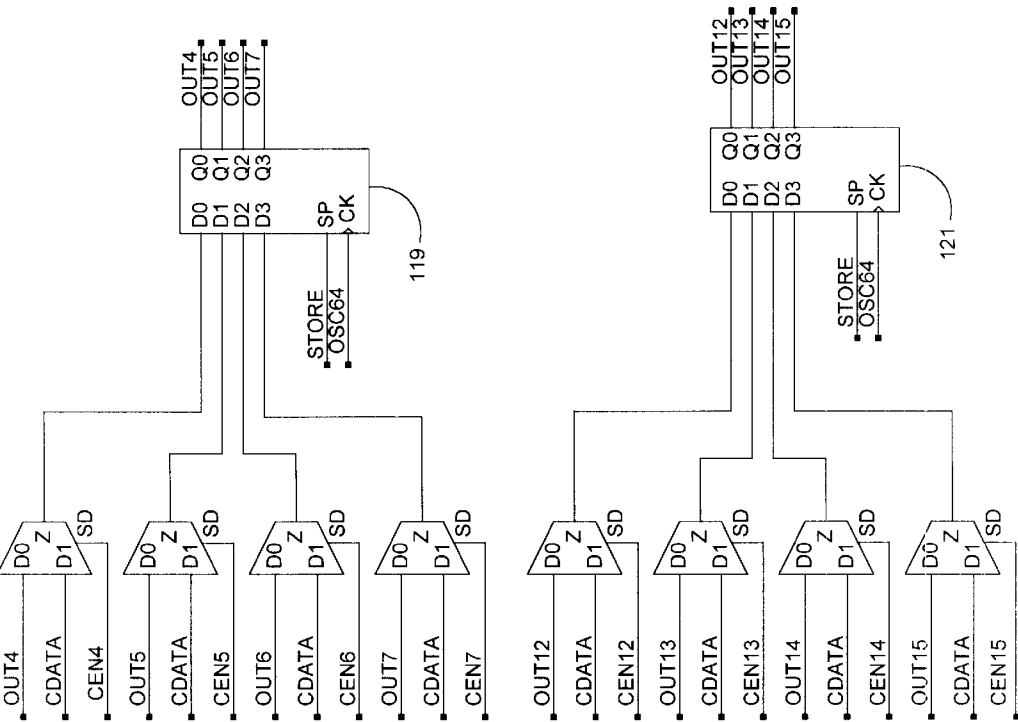 OUT4
OUT5
OUT6
OUT7
Q0
Q1
Q2
Q3
D0
D1
D2
D3
SP
CK
119
STORE
OSC64
OUT12
OUT13
OUT14
OUT15
Q0
Q1
Q2
Q3
D0
D1
D2
D3
SP
CK
121
STORE
OSC64
D0
Z
D1
SD
D0
Z
D1
SD
D0
Z
D1
SD
D0
Z
D1
SD
D0
Z
D1
SD
D0
Z
D1
SD
D0
Z
D1
SD
D0
Z
D1
SD
OUT4
CDATA
CEN4
OUT5
CDATA
CEN5
OUT6
CDATA
CEN6
OUT7
CDATA
CEN7
OUT12
CDATA
CEN12
OUT13
CDATA
CEN13
OUT14
CDATA
CEN14
OUT15
CDATA
CEN15